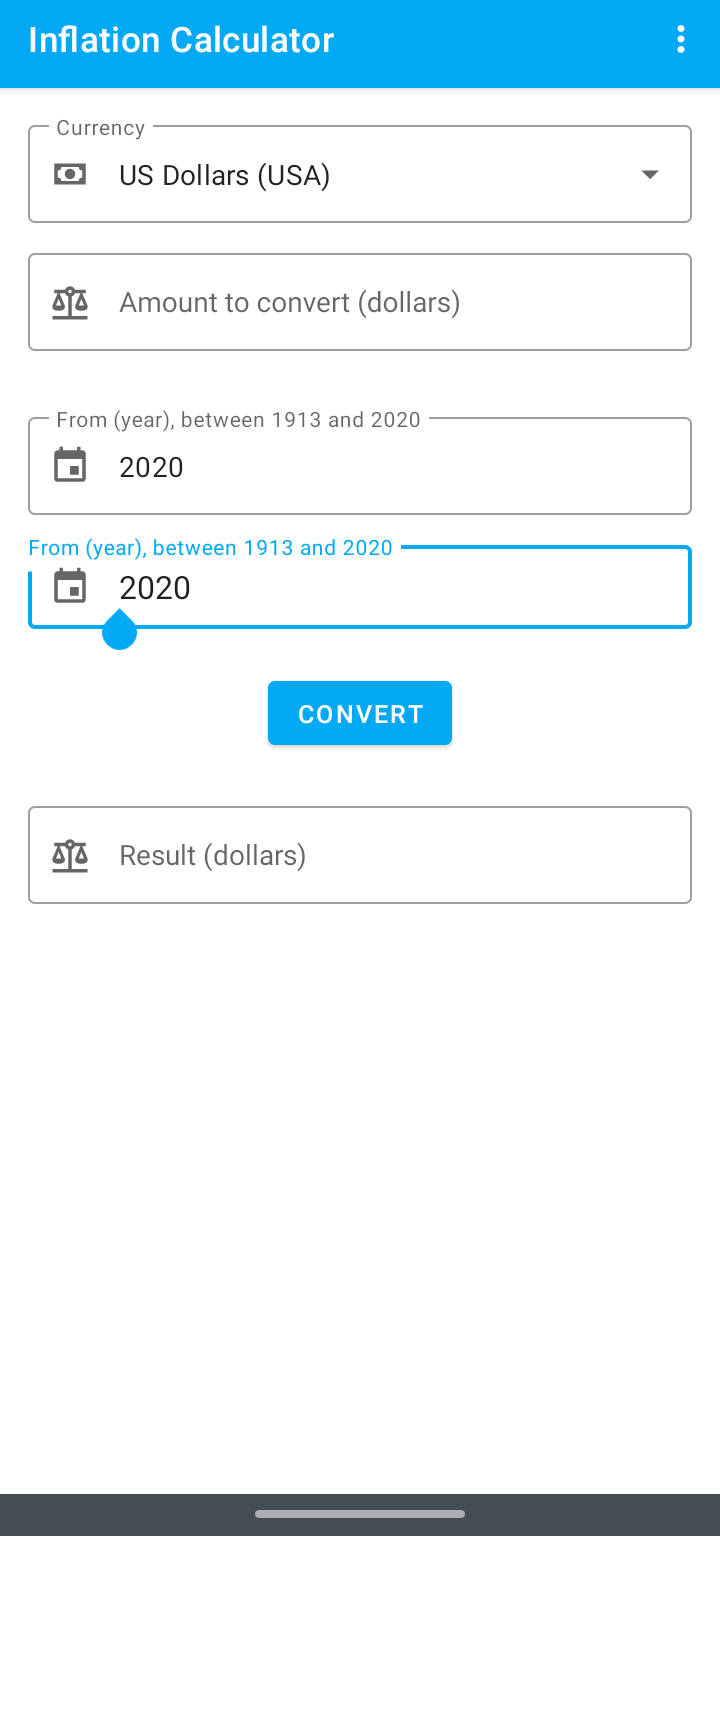 Inflation Calculator
Currency
US Dollars (USA)
Amount to convert (dollars)
From (year), between 1913 and 2020
2020
From (year), between 1913 and 2020
2020
CONVERT
Result (dollars)